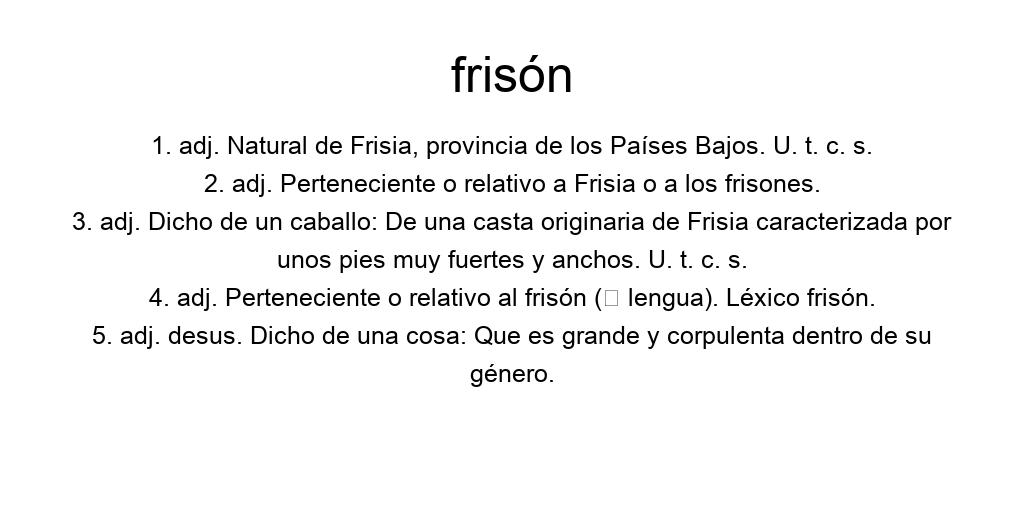 frisón
1. adj. Natural de Frisia, provincia de los Países Bajos. U. t. c. s.
2. adj. Perteneciente o relativo a Frisia o a los frisones.
3. adj. Dicho de un caballo: De una casta originaria de Frisia caracterizada por
unos pies muy fuertes y anchos. U. t. c. s.
4. adj. Perteneciente o relativo al frisón (□ lengua). Léxico frisón.
5. adj. desus. Dicho de una cosa: Que es grande y corpulenta dentro de su
género.